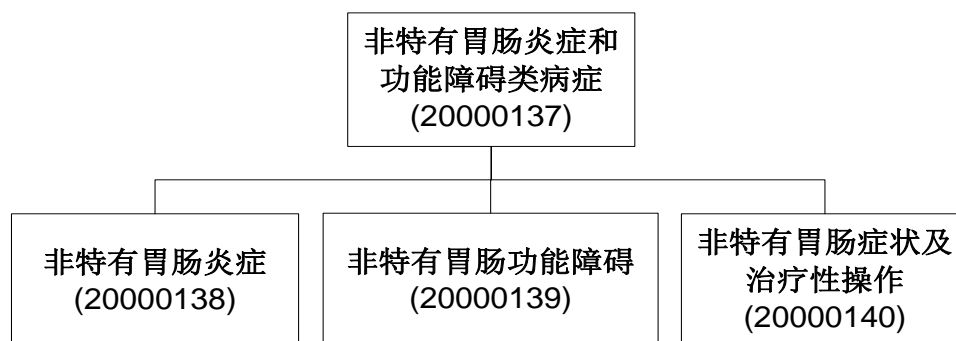 非特有胃肠炎症和
功能障碍类病症
(20000137)
非特有胃肠炎症
(20000138)
非特有胃肠功能障碍
(20000139)
非特有胃肠症状及
治疗性操作
(20000140)